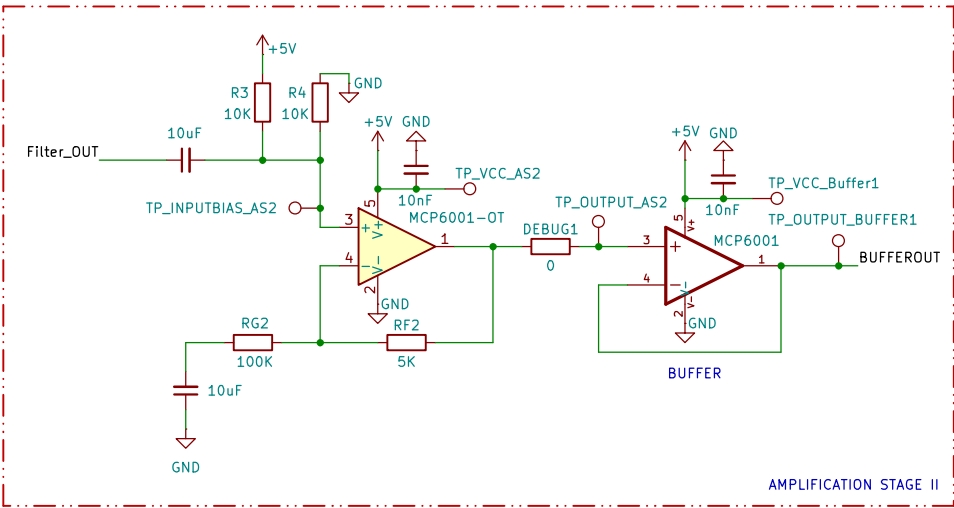 +5V
R3
10K
R4
10K
GND
10uF
Filter_OUT
TP_INPUTBIAS_AS2
+5V
GND
10nF
TP_VCC_AS2
MCP6001-OT
5
V+
3
+
4
-
V-
2
1
GND
RG2
100K
RF2
5K
10uF
GND
DEBUG1
0
TP_OUTPUT_AS2
+5V
GND
10nF
TP_VCC_Buffer1
TP_OUTPUT_BUFFER1
MCP6001
5
V+
3
+
4
-
V-
V-
2
1
GND
BUFFEROUT
BUFFER
AMPLIFICATION STAGE II